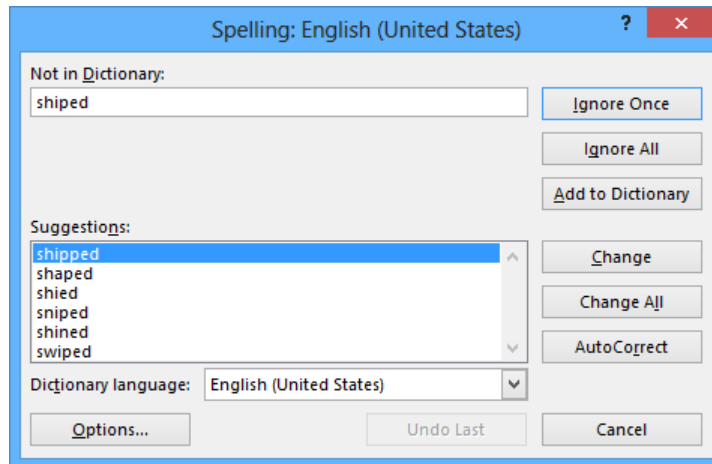 Spelling: English (United States)
?
×
Not in Dictionary:
shiped
Ignore Once
Ignore All
Add to Dictionary
Suggestions:
shipped
shaped
shied
sniped
shined
swiped
Change
Change All
AutoCorrect
Dictionary language: English (United States)
Options... Undo Last Cancel